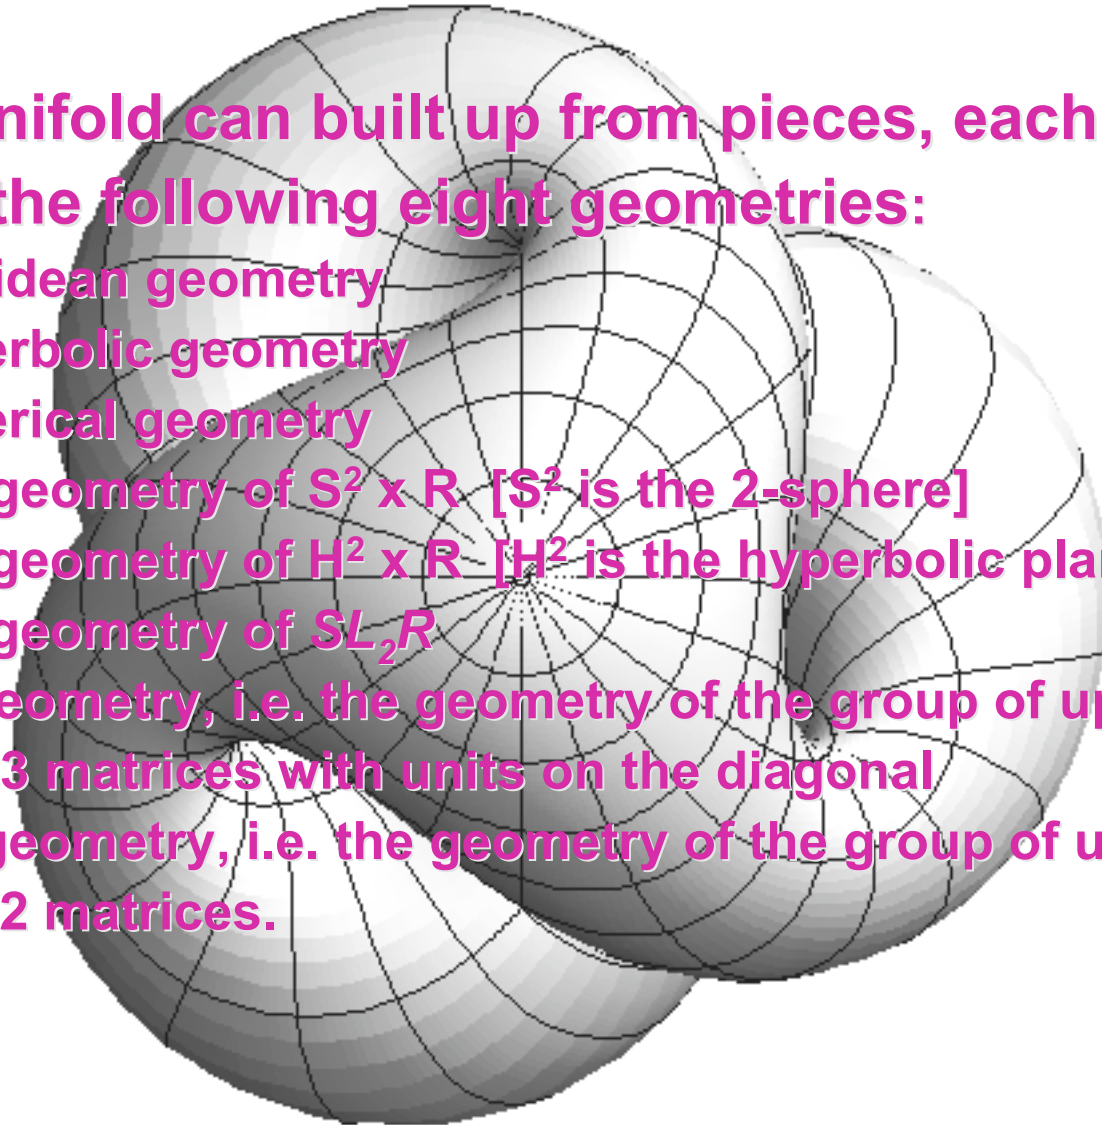 nifold can built up from pieces, each
the following eight geometries:
idean geometry
erbolic geometry
erical geometry
geometry of S² x R [S² is the 2-sphere]
geometry of H² x R [H² is the hyperbolic plan
geometry of SL₂R
eometry, i.e. the geometry of the group of up
3 matrices with units on the diagonal
geometry, i.e. the geometry of the group of u
2 matrices.